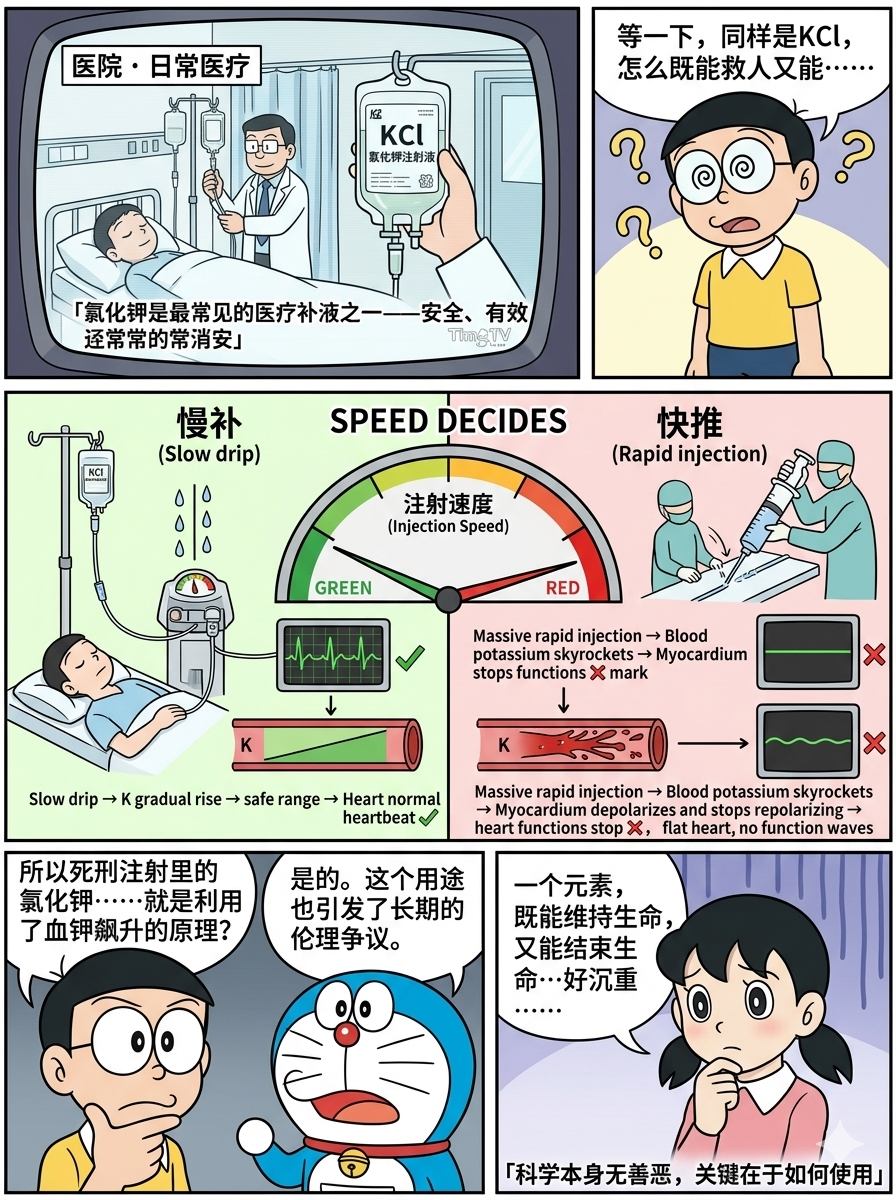 医院·日常医疗
KCl
氯化钾注射液
「氯化钾是最常见的医疗补液之一——安全、有效
还常常的常消安」
TimgTV
等一下，同样是KCl，
怎么既能救人又能……
SPEED DECIDES
慢补
(Slow drip)
KCl
快推
(Rapid injection)
注射速度
(Injection Speed)
GREEN
RED
K
Slow drip → K gradual rise → safe range → Heart normal
heartbeat ✓
Massive rapid injection → Blood
potassium skyrockets → Myocardium
stops functions ❌ mark
K
Massive rapid injection → Blood potassium skyrockets
→ Myocardium depolarizes and stops repolarizing →
heart functions stop ❌， flat heart, no function waves
所以死刑注射里的
氯化钾……就是利用
了血钾飙升的原理？
是的。这个用途
也引发了长期的
伦理争议。
一个元素，
既能维持生命，
又能结束生
命…好沉重
……
「科学本身无善恶，关键在于如何使用」